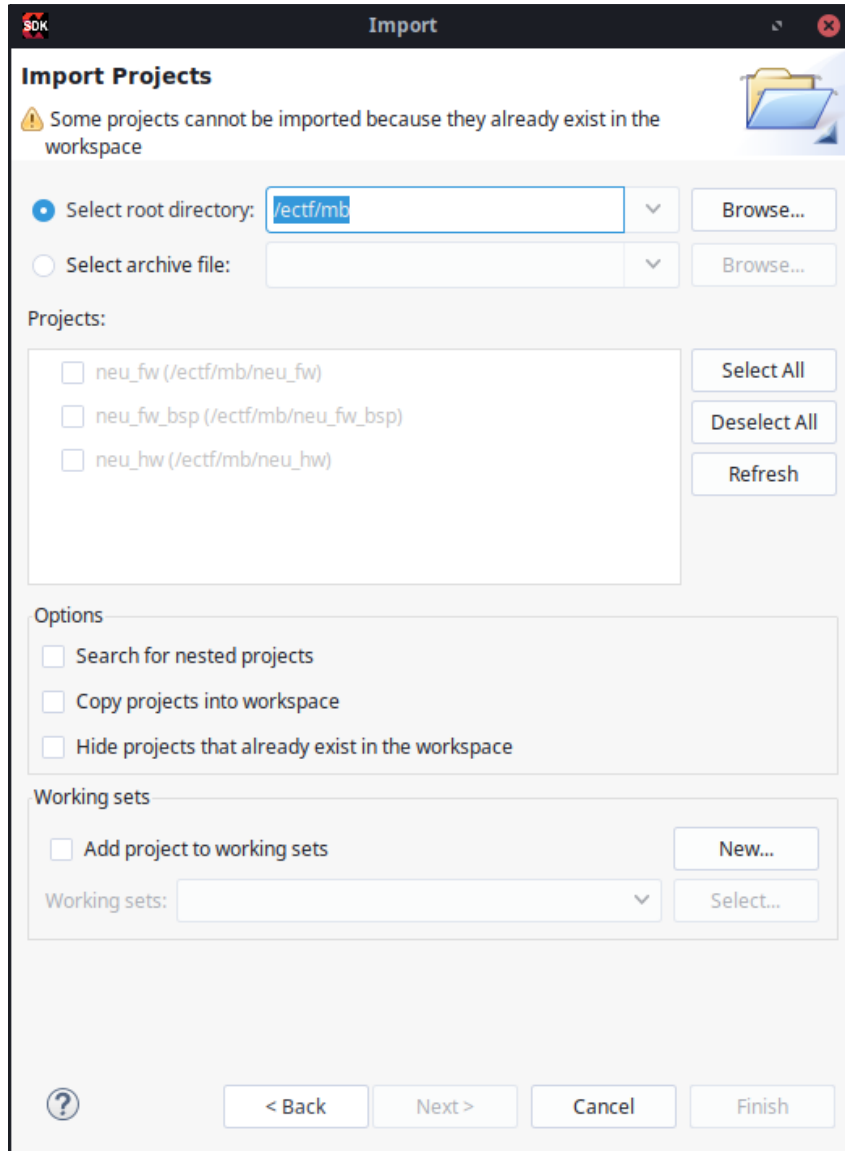 SDK
Import
Import Projects
Some projects cannot be imported because they already exist in the
workspace
Select root directory: /ectf/mb Browse...
Select archive file: Browse...
Projects:
neu_fw (/ectf/mb/neu_fw) Select All
neu_fw_bsp (/ectf/mb/neu_fw_bsp) Deselect All
neu_hw (/ectf/mb/neu_hw) Refresh
Options
Search for nested projects
Copy projects into workspace
Hide projects that already exist in the workspace
Working sets
Add project to working sets New...
Working sets: Select...
? < Back Next > Cancel Finish